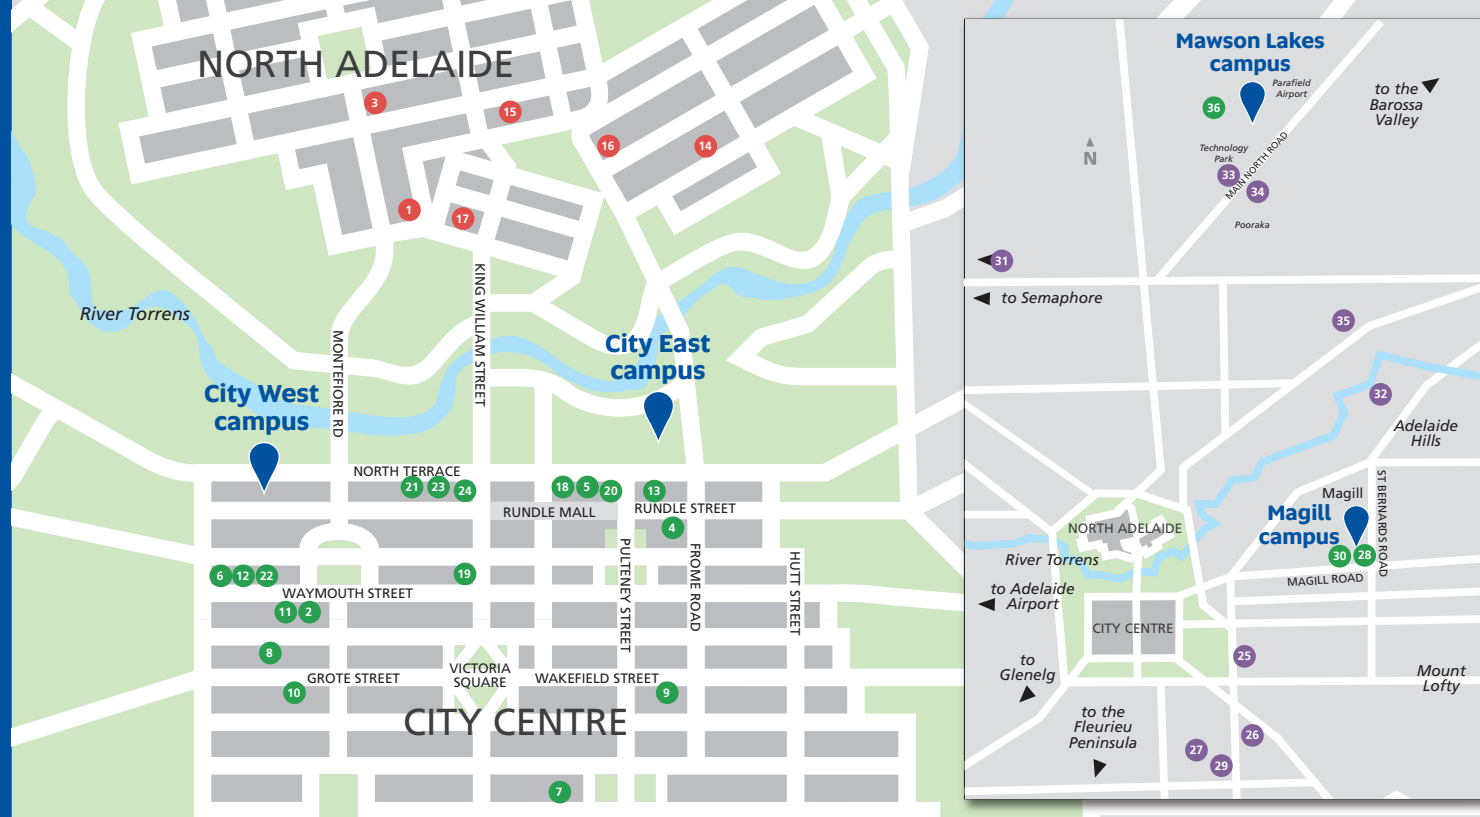 NORTH ADELAIDE
3
15
16
14
1
17
KING WILLIAM STREET
River Torrens
MONTEFIORE RD
City East
campus
City West
campus
NORTH TERRACE
21
23
24
18
5
20
13
RUNDLE MALL
RUNDLE STREET
4
PULTENEY STREET
FROME ROAD
HUTT STREET
6
12
22
19
WAYMOUTH STREET
11
2
8
VICTORIA
SQUARE
GROTE STREET
WAKEFIELD STREET
10
9
CITY CENTRE
7
Mawson Lakes
campus
Parafield
Airport
to the
Barossa
Valley
36
N
Technology
Park
MAIN NORTH ROAD
33
34
Pooraka
31
to Semaphore
35
32
Adelaide
Hills
ST BERNARDS ROAD
Magill
Magill
campus
NORTH ADELAIDE
30
28
River Torrens
MAGILL ROAD
to Adelaide
Airport
CITY CENTRE
25
to
Glenelg
Mount
Lofty
to the
Fleurieu
Peninsula
26
27
29